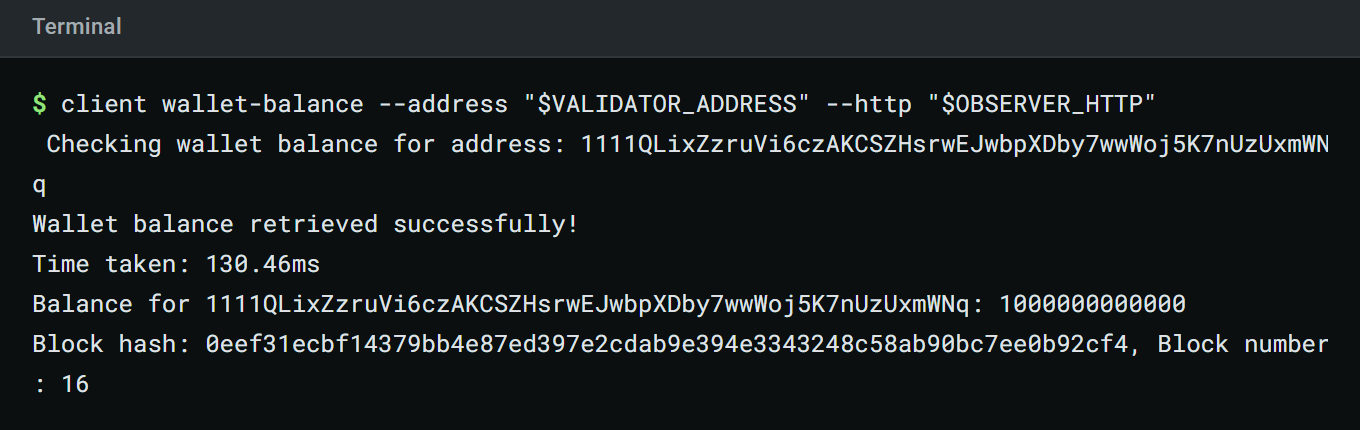 Terminal
$ client wallet-balance --address "$VALIDATOR_ADDRESS" --http "$OBSERVER_HTTP"
Checking wallet balance for address: 1111QLixZzruVi6czAKCSZHsrwEJwbpXDby7wwWoj5K7nUzUxmWN
q
Wallet balance retrieved successfully!
Time taken: 130.46ms
Balance for 1111QLixZzruVi6czAKCSZHsrwEJwbpXDby7wwWoj5K7nUzUxmWNq: 1000000000000
Block hash: 0eef31ecbf14379bb4e87ed397e2cdab9e394e3343248c58ab90bc7ee0b92cf4, Block number
: 16